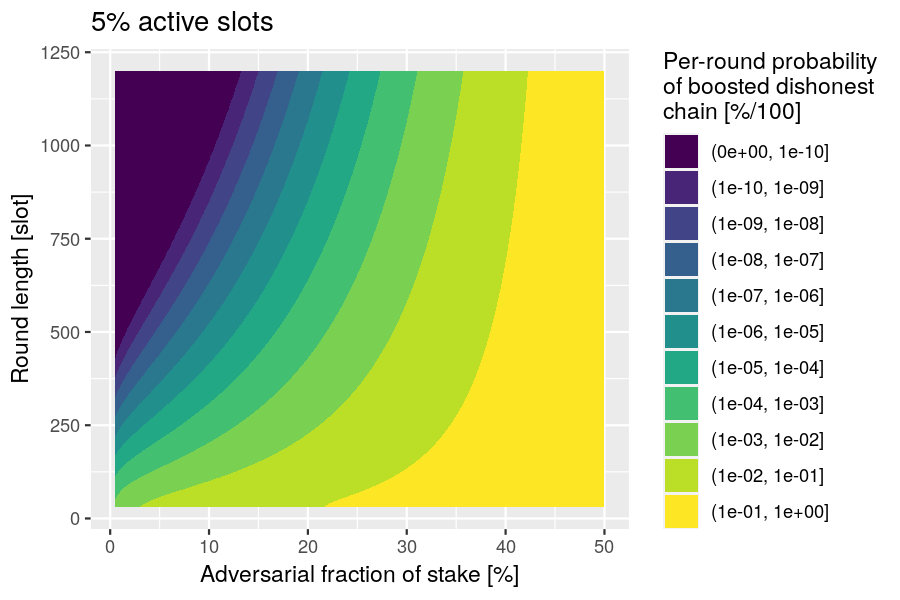 5% active slots
1250
1000
750
500
250
0
Round length [slot]
0 10 20 30 40 50
Adversarial fraction of stake [%]
Per-round probability
of boosted dishonest
chain [%/100]
(0e+00, 1e-10]
(1e-10, 1e-09]
(1e-09, 1e-08]
(1e-08, 1e-07]
(1e-07, 1e-06]
(1e-06, 1e-05]
(1e-05, 1e-04]
(1e-04, 1e-03]
(1e-03, 1e-02]
(1e-02, 1e-01]
(1e-01, 1e+00]